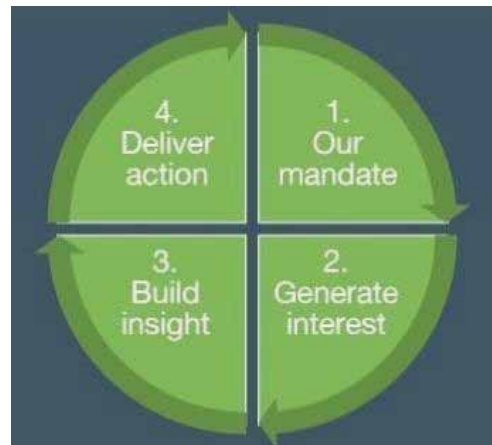 1.
Our
mandate
2.
Generate
interest
3.
Build
insight
4.
Deliver
action